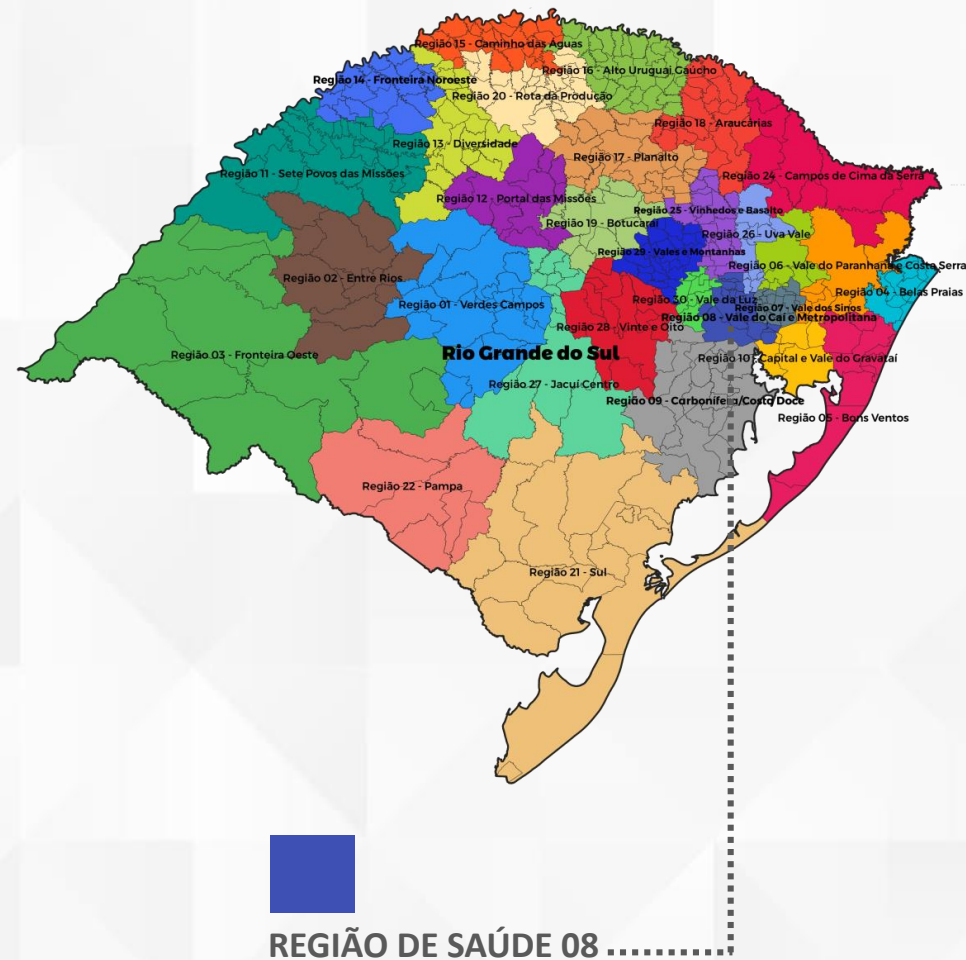 Região 15 - Caminho das Águas
Região 16 - Alto Uruguai Gaúcho
Região 14 - Fronteira Noroeste
Região 20 - Rota da Produção
Região 18 - Araucárias
Região 13 - Diversidade
Região 17 - Planalto
Região 11 - Sete Povos das Missões
Região 24 - Campos de Cima da Serra
Região 12 - Portal das Missões
Região 25 - Vinhedos e Basalto
Região 19 - Botucaraí
Região 26 - Uva Vale
Região 29 - Vales e Montanhas
Região 06 - Vale do Paranhana e Costa Serra
Região 02 - Entre Rios
Região 04 - Belas Praias
Região 30 - Vale da Luz
Região 01 - Verdes Campos
Região 07 - Vale dos Sinos
Região 08 - Vale do Caí e Metropolitana
Região 28 - Vinte e Oito
Rio Grande do Sul
Região 03 - Fronteira Oeste
Região 10 - Capital e Vale do Gravataí
Região 27 - Jacuí Centro
Região 09 - Carbonífera/Costa Doce
Região 05 - Bons Ventos
Região 22 - Pampa
Região 21 - Sul
REGIÃO DE SAÚDE 08